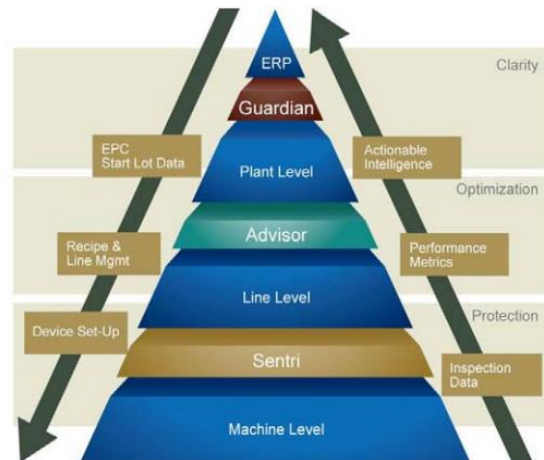 ERP
Clarity
Guardian
EPC
Start Lot Data
Actionable
Intelligence
Plant Level
Optimization
Advisor
Recipe &
Line Mgmt
Performance
Metrics
Line Level
Protection
Device Set-Up
Sentri
Inspection
Data
Machine Level